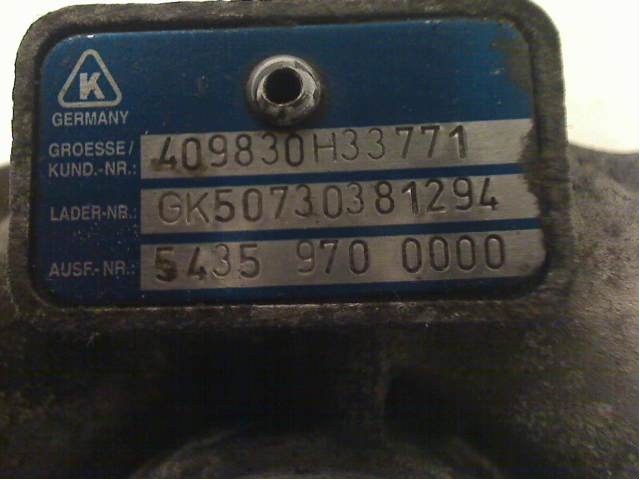 K
GERMANY
GROESSE/
KUND.-NR.: 409830H33771
LADER-NR.: GK50730381294
AUSF.-NR.: 5435 970 0000